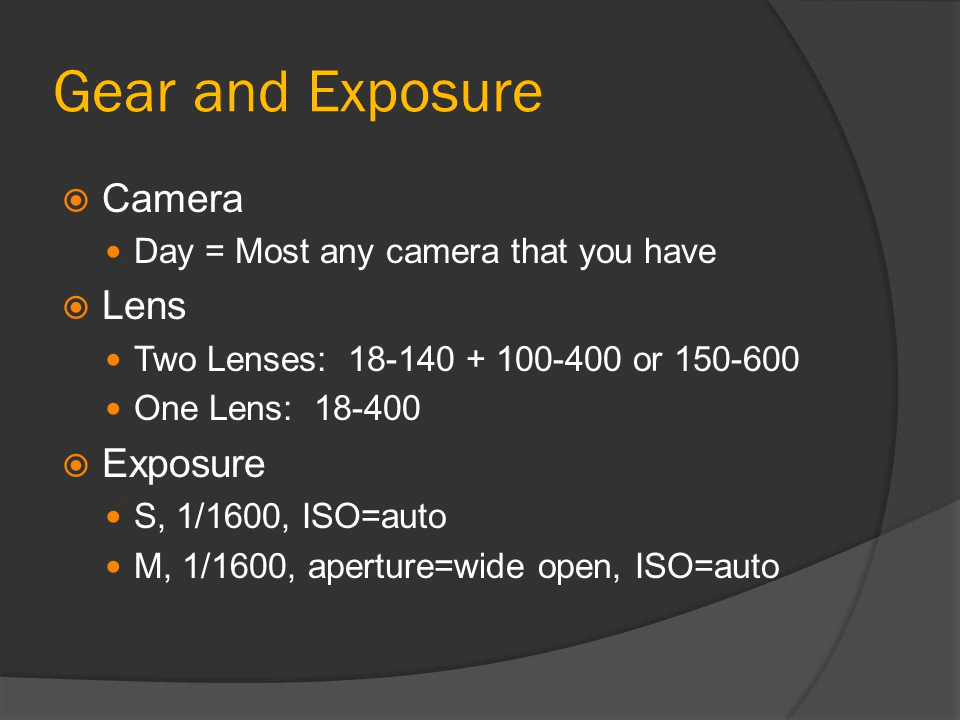 Gear and Exposure
Camera
Day = Most any camera that you have
Lens
Two Lenses: 18-140 + 100-400 or 150-600
One Lens: 18-400
Exposure
S, 1/1600, ISO=auto
M, 1/1600, aperture=wide open, ISO=auto